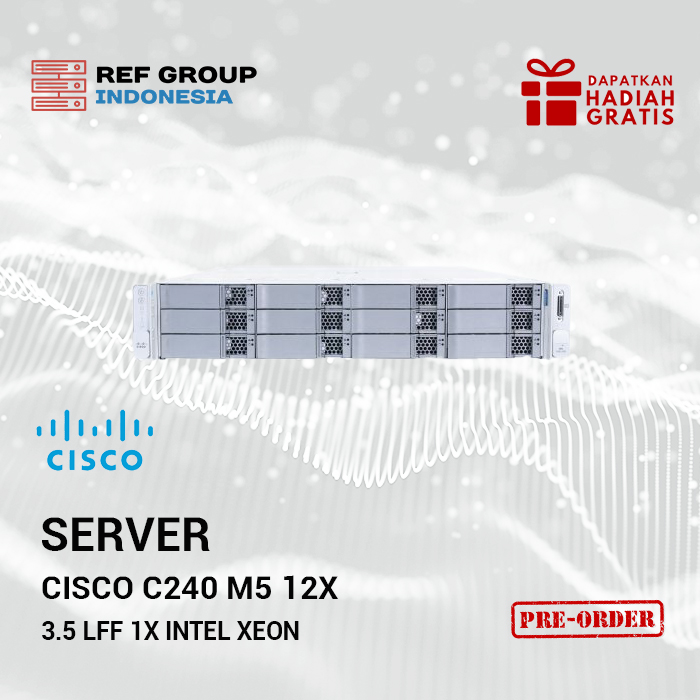 REF GROUP
INDONESIA
DAPATKAN
HADIAH
GRATIS
CISCO
SERVER
CISCO C240 M5 12X
3.5 LFF 1X INTEL XEON
PRE-ORDER